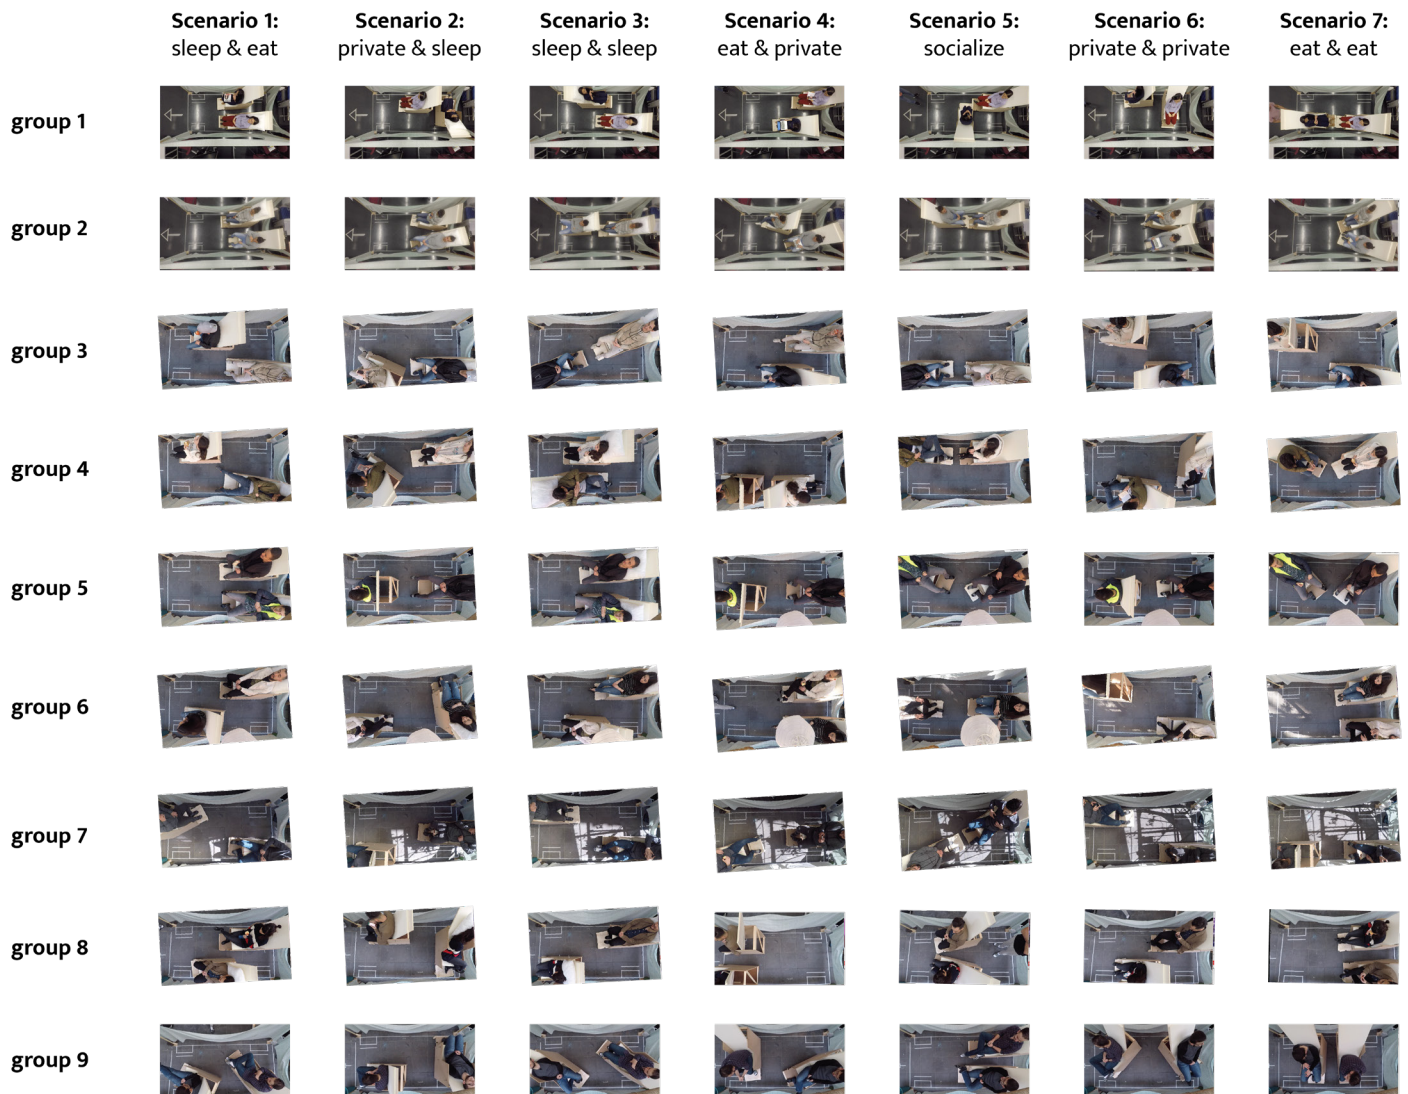 Scenario 1:
sleep & eat
Scenario 2:
private & sleep
Scenario 3:
sleep & sleep
Scenario 4:
eat & private
Scenario 5:
socialize
Scenario 6:
private & private
Scenario 7:
eat & eat
group 1
group 2
group 3
group 4
group 5
group 6
group 7
group 8
group 9